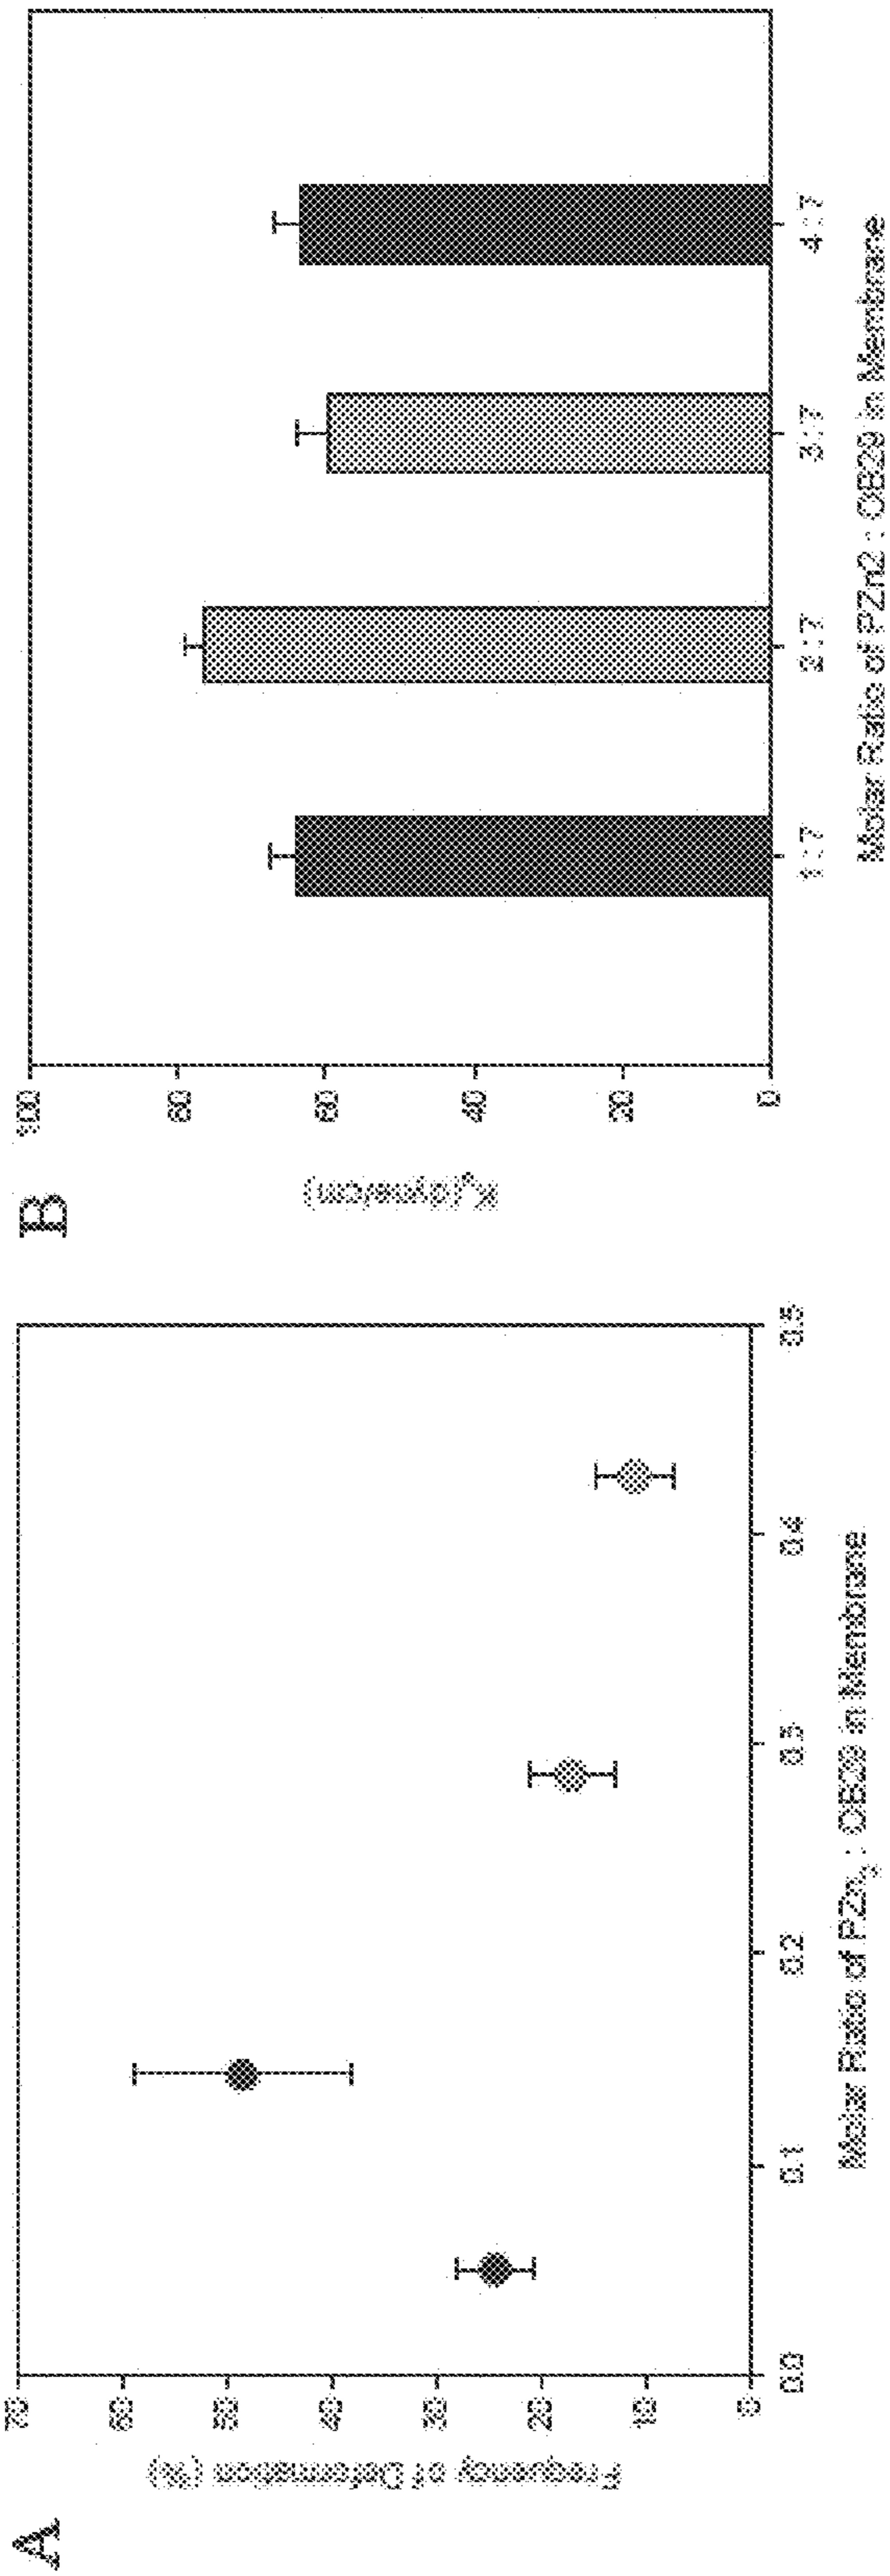 A
Frequency of Deformation (%)
70
60
50
40
30
20
10
0
0.0
0.1
0.2
0.3
0.4
0.5
Molar Ratio of PZn₂ : OB29 in Membrane
B
(dyne/cm)
100
80
60
40
20
0
1 : 7
2 : 7
3 : 7
4 : 7
Molar Ratio of PZn2 : OB29 in Membrane